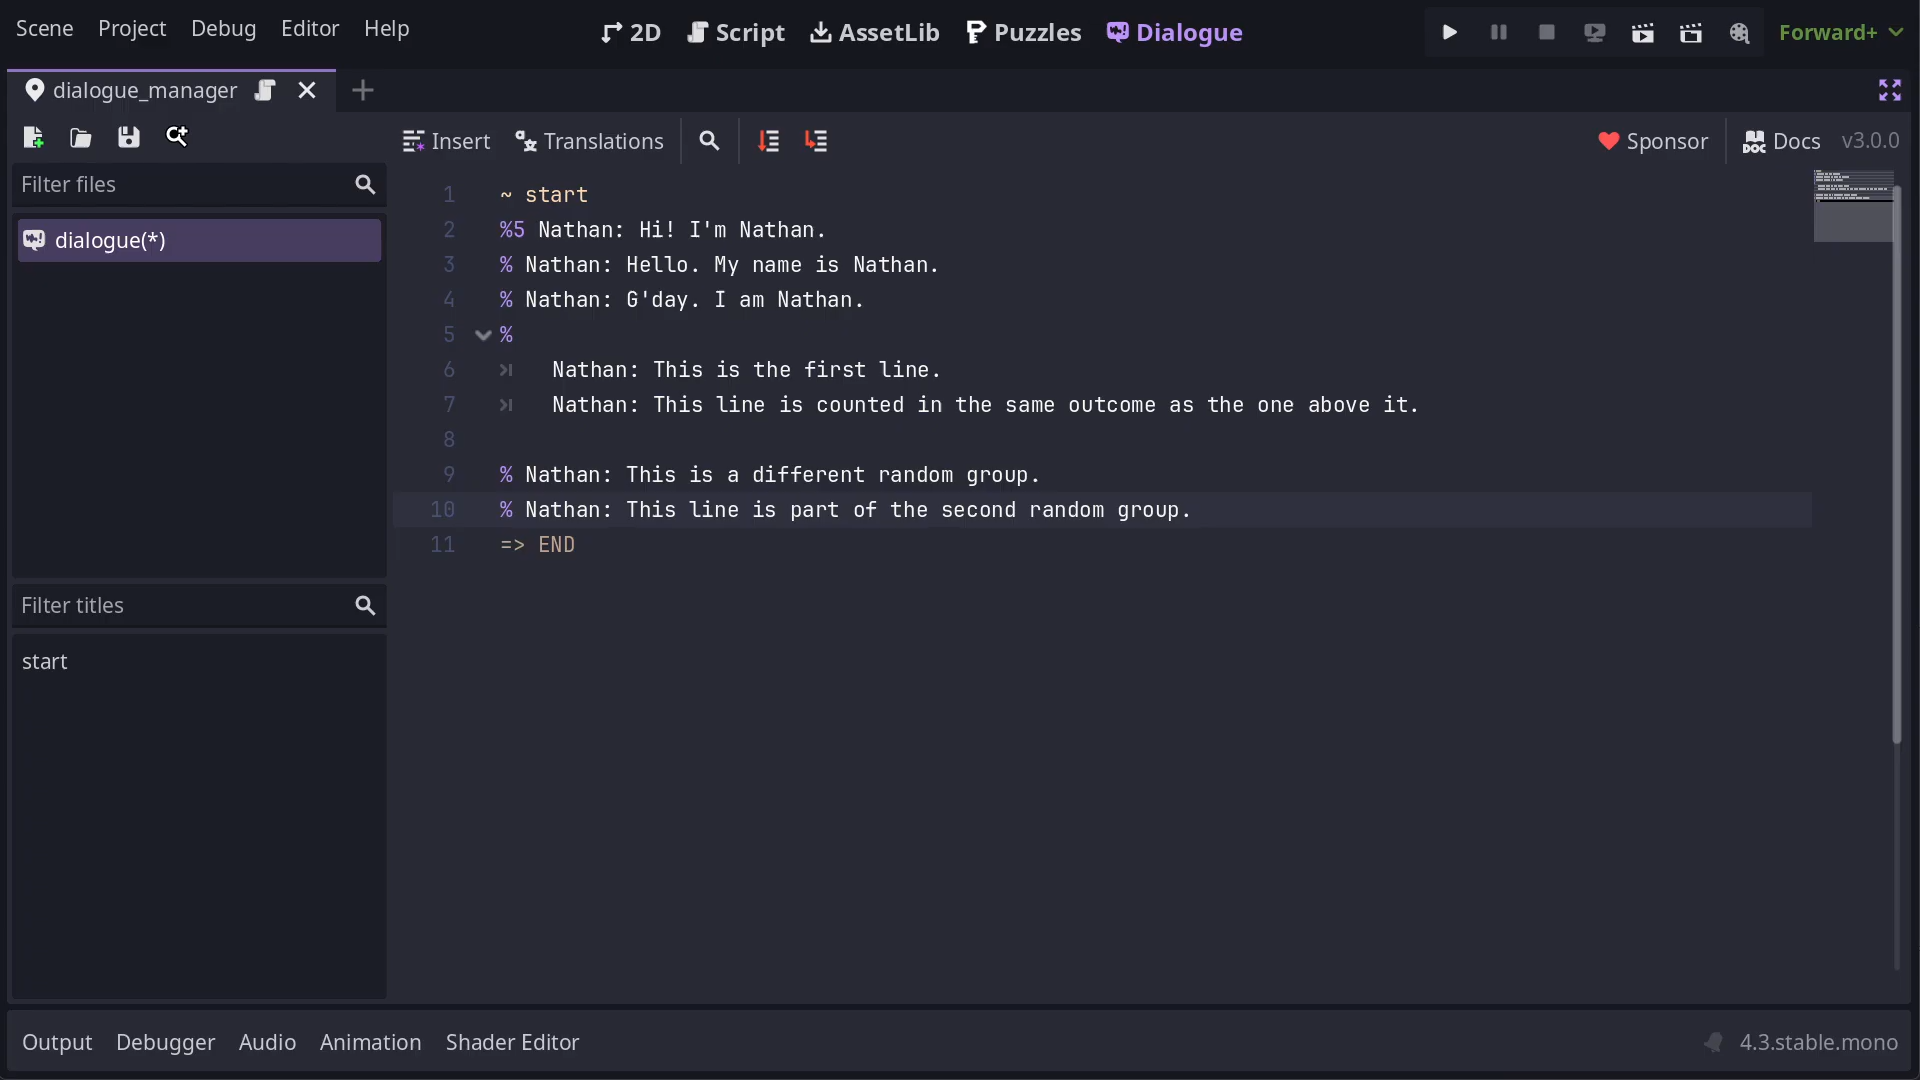 Scene Project Debug Editor Help 2D Script AssetLib Puzzles Dialogue Forward+
dialogue_manager
Insert Translations Sponsor DOC Docs v3.0.0
Filter files
dialogue(*)
Filter titles
start
1 ~ start
2 %5 Nathan: Hi! I'm Nathan.
3 % Nathan: Hello. My name is Nathan.
4 % Nathan: G'day. I am Nathan.
5 %
6 Nathan: This is the first line.
7 Nathan: This line is counted in the same outcome as the one above it.
8
9 % Nathan: This is a different random group.
10 % Nathan: This line is part of the second random group.
11 => END
Output Debugger Audio Animation Shader Editor 4.3.stable.mono